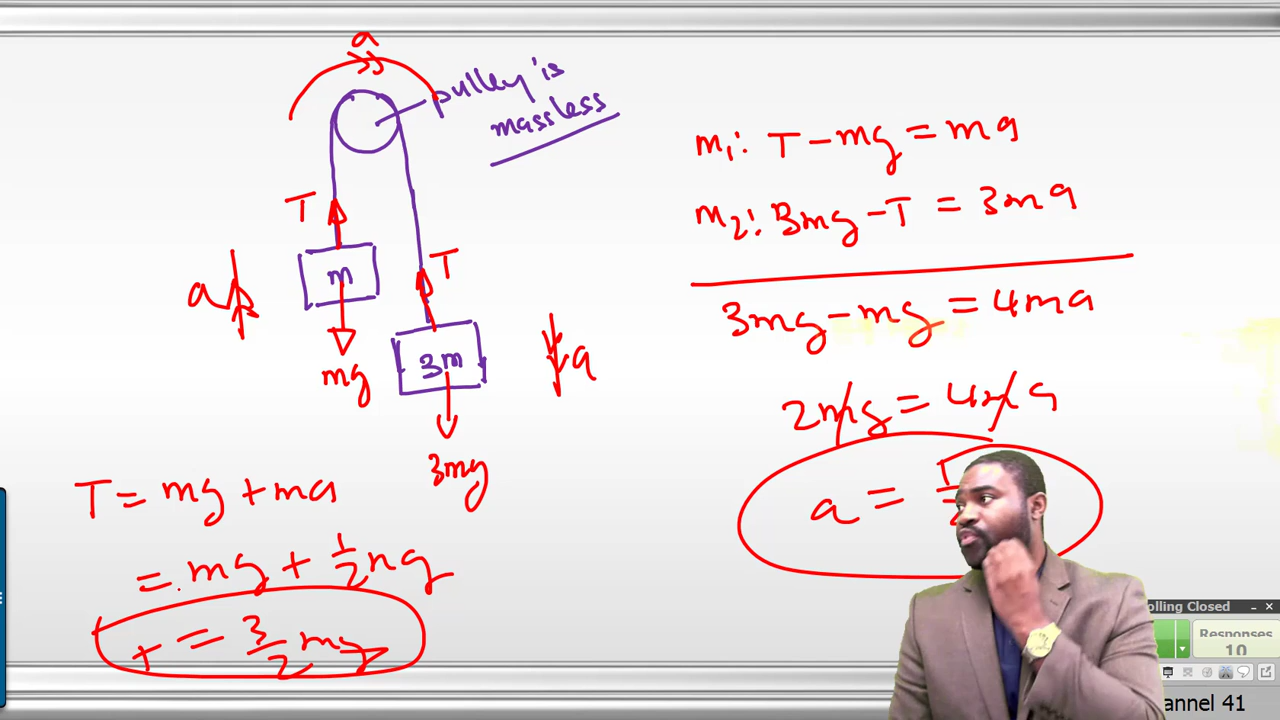 a
pulley is
massless
T
T
m
a
mg
3m
a
3mg
m₁: T – mg = ma
m₂: 3mg – T = 3ma
3mg – mg = 4ma
2mg = 4ma
a =
T = mg + ma
= mg + 1/2 mg
T = 3/2 mg
olling Closed
Responses
10
annel 41